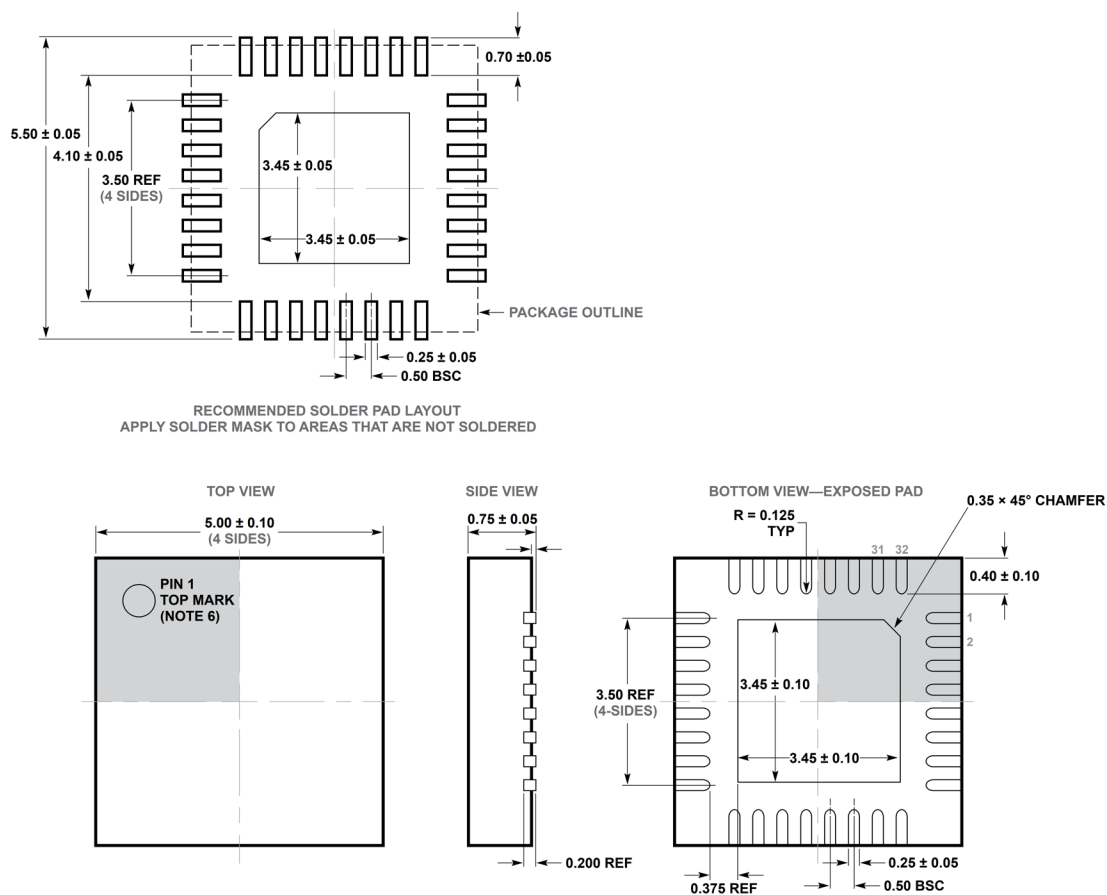 0.70 ±0.05
5.50 ± 0.05
4.10 ± 0.05
3.50 REF
(4 SIDES)
3.45 ± 0.05
3.45 ± 0.05
PACKAGE OUTLINE
0.25 ± 0.05
0.50 BSC
RECOMMENDED SOLDER PAD LAYOUT
APPLY SOLDER MASK TO AREAS THAT ARE NOT SOLDERED
TOP VIEW
5.00 ± 0.10
(4 SIDES)
PIN 1
TOP MARK
(NOTE 6)
SIDE VIEW
0.75 ± 0.05
0.200 REF
BOTTOM VIEW—EXPOSED PAD
0.35 × 45° CHAMFER
R = 0.125
TYP
31 32
0.40 ± 0.10
1
2
3.50 REF
(4-SIDES)
3.45 ± 0.10
3.45 ± 0.10
0.375 REF
0.25 ± 0.05
0.50 BSC